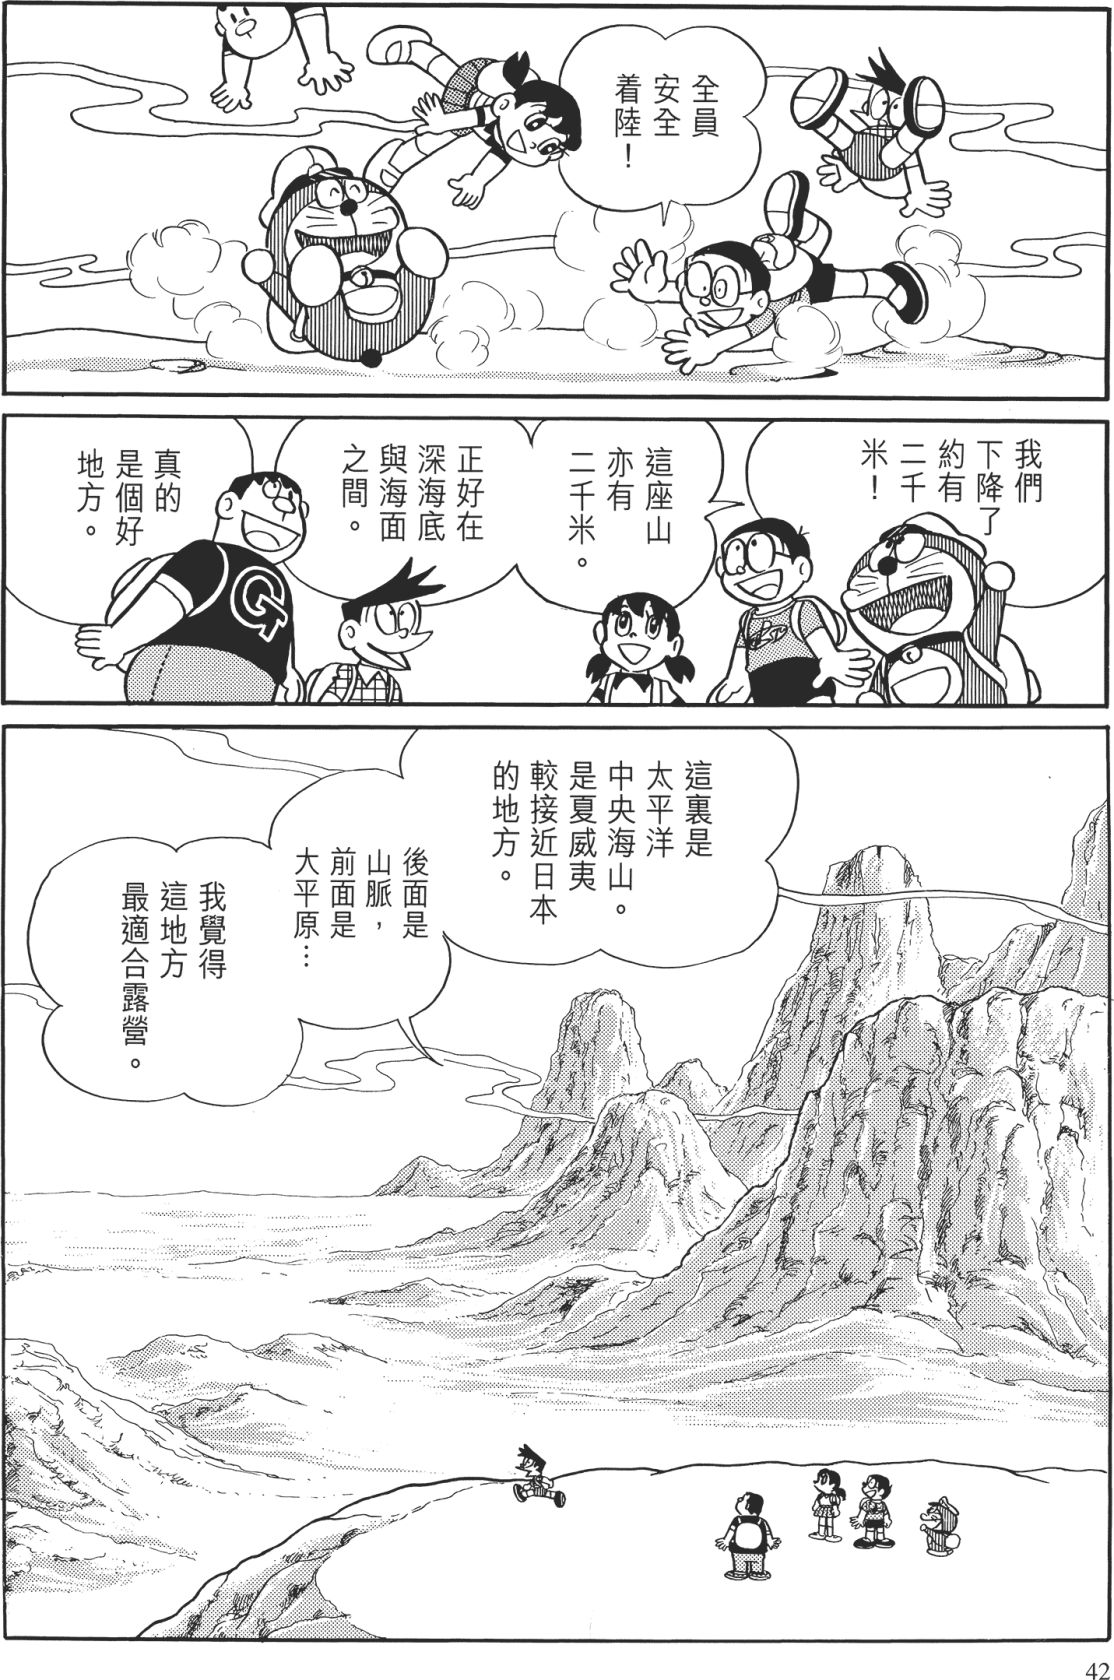 全員
安全
着陸！
我們
下降了
約有
二千
米！
這座山
亦有
二千米。
正好在
深海底
與海面
之間。
真的
是個好
地方。
這裏是
太平洋
中央海山。
是夏威夷
較接近日本
的地方。
後面是
山脈，
前面是
大平原…
我覺得
這地方
最適合露營。
42